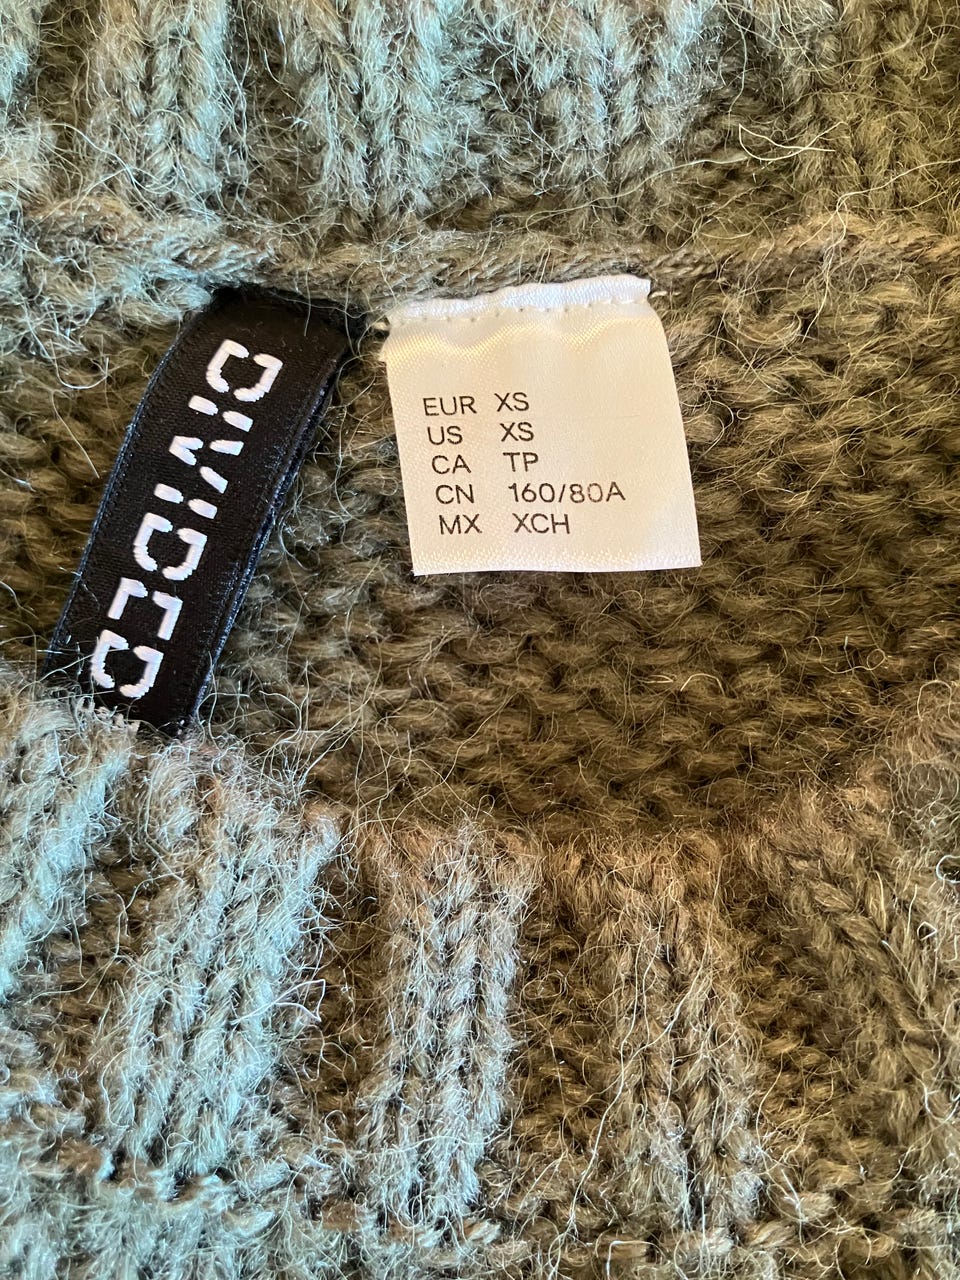 DIVIDED
EUR XS
US XS
CA TP
CN 160/80A
MX XCH